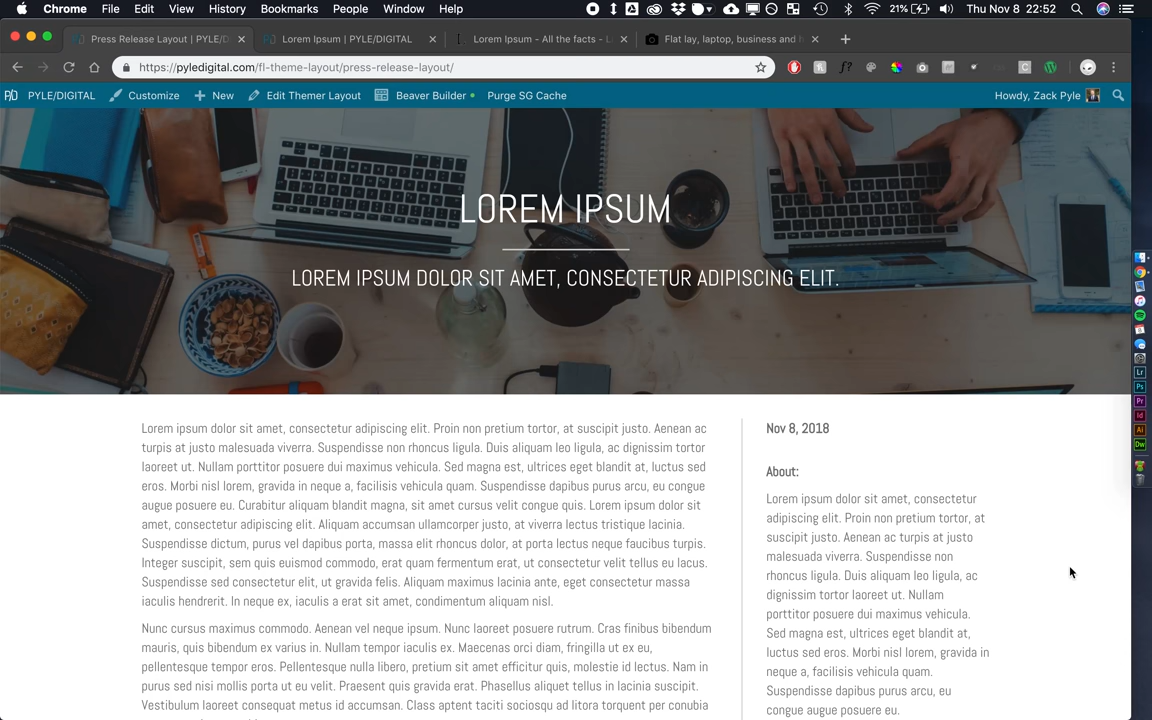 Chrome File Edit View History Bookmarks People Window Help
21% Thu Nov 8 22:52
Press Release Layout | PYLE/D
Lorem Ipsum | PYLE/DIGITAL
Lorem Ipsum - All the facts - L
Flat lay, laptop, business and h
https://pyledigital.com/fl-theme-layout/press-release-layout/
PYLE/DIGITAL Customize New Edit Themer Layout Beaver Builder Purge SG Cache
Howdy, Zack Pyle
LOREM IPSUM
LOREM IPSUM DOLOR SIT AMET, CONSECTETUR ADIPISCING ELIT.
Lorem ipsum dolor sit amet, consectetur adipiscing elit. Proin non pretium tortor, at suscipit justo. Aenean ac
turpis at justo malesuada viverra. Suspendisse non rhoncus ligula. Duis aliquam leo ligula, ac dignissim tortor
laoreet ut. Nullam porttitor posuere dui maximus vehicula. Sed magna est, ultrices eget blandit at, luctus sed
eros. Morbi nisl lorem, gravida in neque a, facilisis vehicula quam. Suspendisse dapibus purus arcu, eu congue
augue posuere eu. Curabitur aliquam blandit magna, sit amet cursus velit congue quis. Lorem ipsum dolor sit
amet, consectetur adipiscing elit. Aliquam accumsan ullamcorper justo, at viverra lectus tristique lacinia.
Suspendisse dictum, purus vel dapibus porta, massa elit rhoncus dolor, at porta lectus neque faucibus turpis.
Integer suscipit, sem quis euismod commodo, erat quam fermentum erat, ut consectetur velit tellus eu lacus.
Suspendisse sed consectetur elit, ut gravida felis. Aliquam maximus lacinia ante, eget consectetur massa
iaculis hendrerit. In neque ex, iaculis a erat sit amet, condimentum aliquam nisl.
Nunc cursus maximus commodo. Aenean vel neque ipsum. Nunc laoreet posuere rutrum. Cras finibus bibendum
mauris, quis bibendum ex varius in. Nullam tempor iaculis ex. Maecenas orci diam, fringilla ut ex eu,
pellentesque tempor eros. Pellentesque nulla libero, pretium sit amet efficitur quis, molestie id lectus. Nam in
purus sed nisi mollis porta ut eu velit. Praesent quis gravida erat. Phasellus aliquet tellus in lacinia suscipit.
Vestibulum laoreet consequat metus id accumsan. Class aptent taciti sociosqu ad litora torquent per conubia
Nov 8, 2018
About:
Lorem ipsum dolor sit amet, consectetur
adipiscing elit. Proin non pretium tortor, at
suscipit justo. Aenean ac turpis at justo
malesuada viverra. Suspendisse non
rhoncus ligula. Duis aliquam leo ligula, ac
dignissim tortor laoreet ut. Nullam
porttitor posuere dui maximus vehicula.
Sed magna est, ultrices eget blandit at,
luctus sed eros. Morbi nisl lorem, gravida in
neque a, facilisis vehicula quam.
Suspendisse dapibus purus arcu, eu
congue augue posuere eu.
Lr
Ps
Pr
Id
Ai
Dw